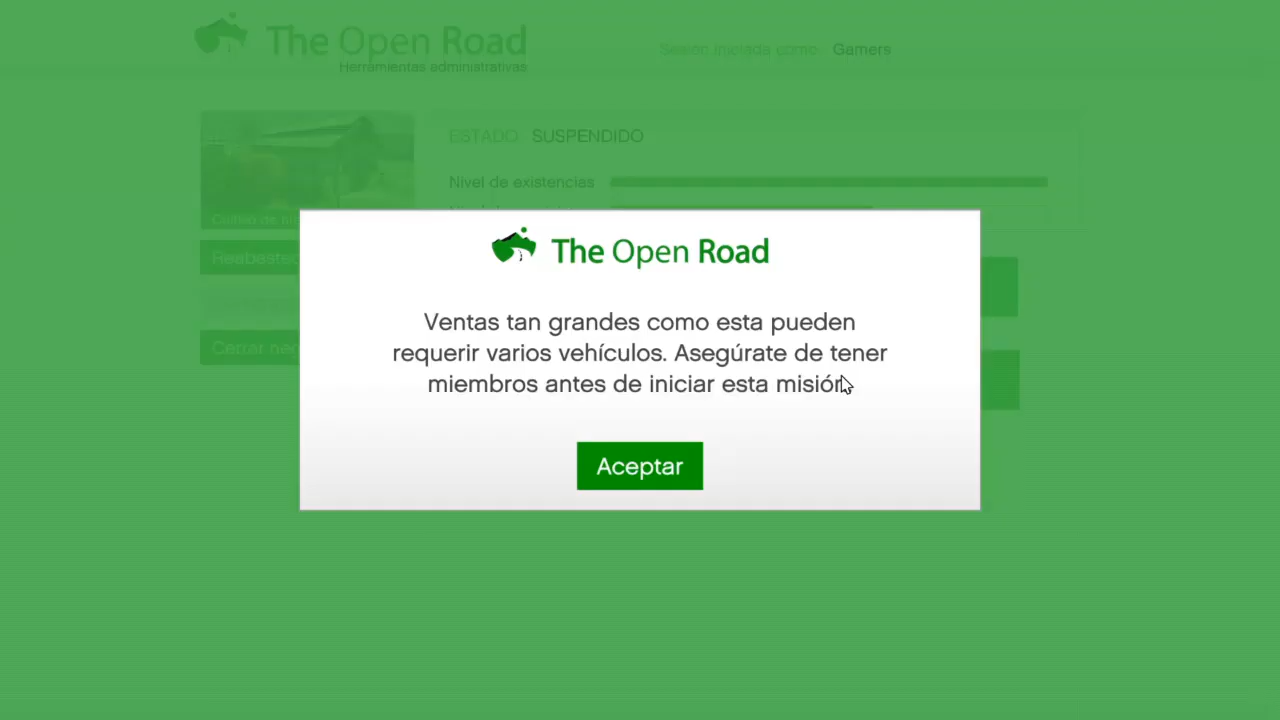 The Open Road
Herramientas administrativas
Sesión iniciada como: Gamers
ESTADO SUSPENDIDO
Nivel de existencias
The Open Road
Ventas tan grandes como esta pueden
requerir varios vehículos. Asegúrate de tener
miembros antes de iniciar esta misión.
Aceptar